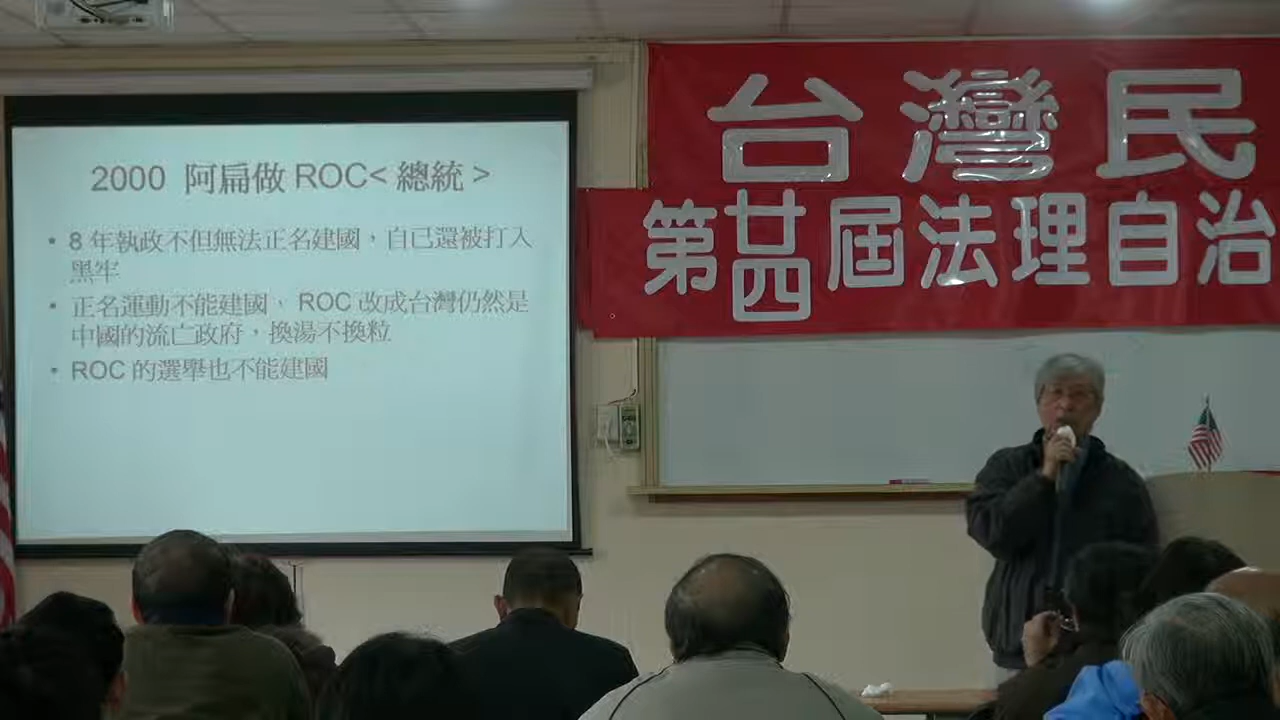 2000 阿扁做 ROC<總統>
• 8 年執政不但無法正名建國，自己還被打入
黑牢
• 正名運動不能建國， ROC 改成台灣仍然是
中國的流亡政府，換湯不換粒
• ROC 的選舉也不能建國
台灣民
第廿四屆法理自治